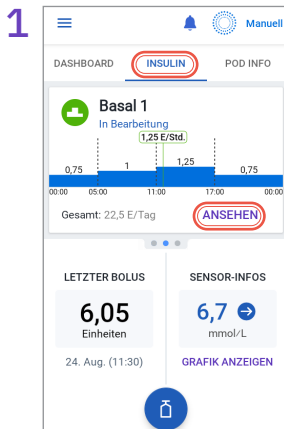 1
Manuell
DASHBOARD INSULIN POD INFO
Basal 1
In Bearbeitung
1,25 E/Std.
0,75 1 1,25 0,75
00:00 05:00 11:00 17:00 00:00
Gesamt: 22,5 E/Tag ANSEHEN
LETZTER BOLUS SENSOR-INFOS
6,05 6,7
Einheiten mmol/L
24. Aug. (11:30) GRAFIK ANZEIGEN